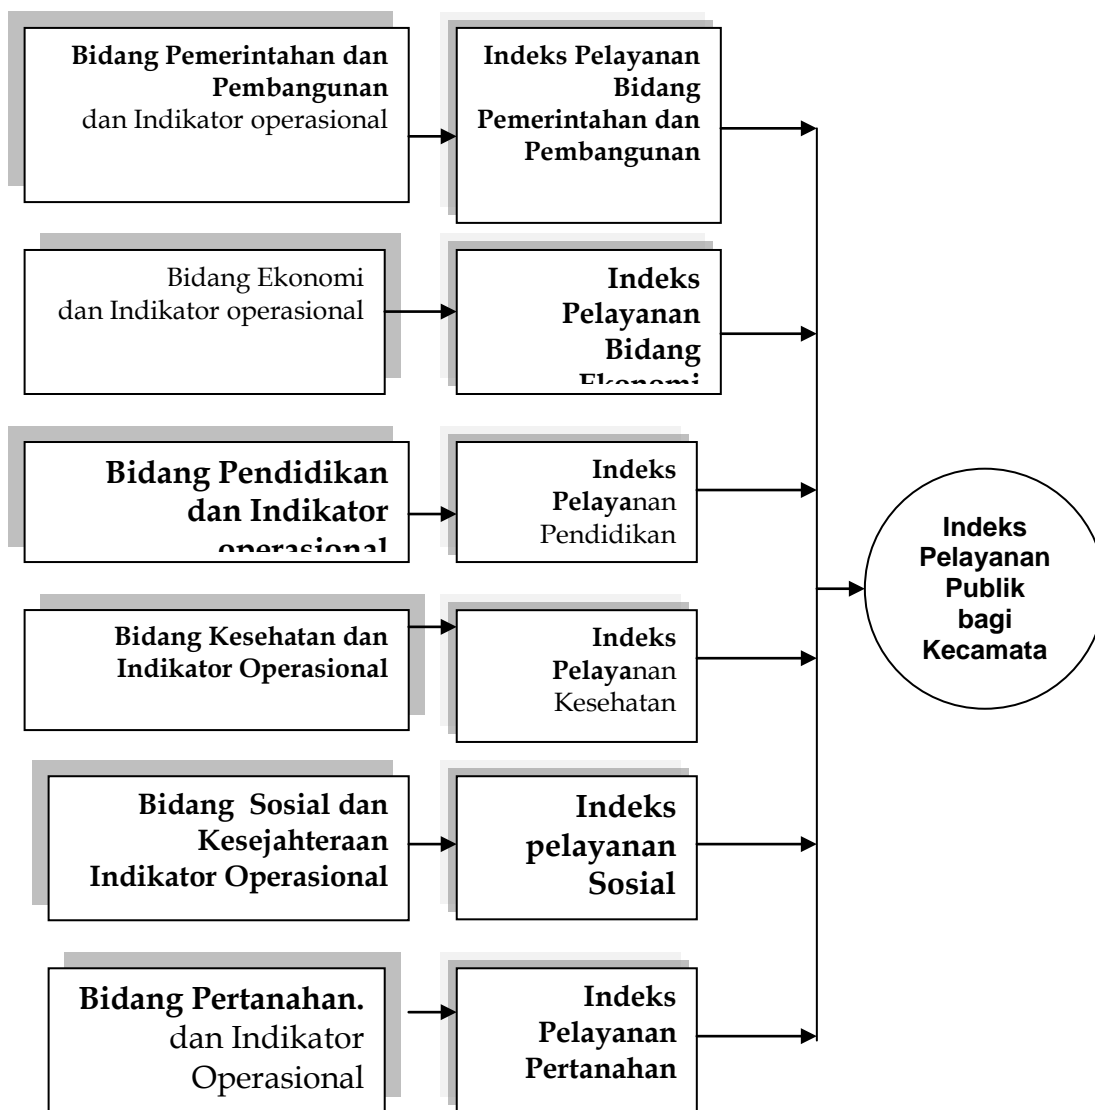 Bidang Pemerintahan dan
Pembangunan
dan Indikator operasional
Indeks Pelayanan
Bidang
Pemerintahan dan
Pembangunan
Bidang Ekonomi
dan Indikator operasional
Indeks
Pelayanan
Bidang
Ekonomi
Bidang Pendidikan
dan Indikator
operasional
Indeks
Pelayanan
Pendidikan
Bidang Kesehatan dan
Indikator Operasional
Indeks
Pelayanan
Kesehatan
Bidang Sosial dan
Kesejahteraan
Indikator Operasional
Indeks
pelayanan
Sosial
Bidang Pertanahan.
dan Indikator
Operasional
Indeks
Pelayanan
Pertanahan
Indeks
Pelayanan
Publik
bagi
Kecamata